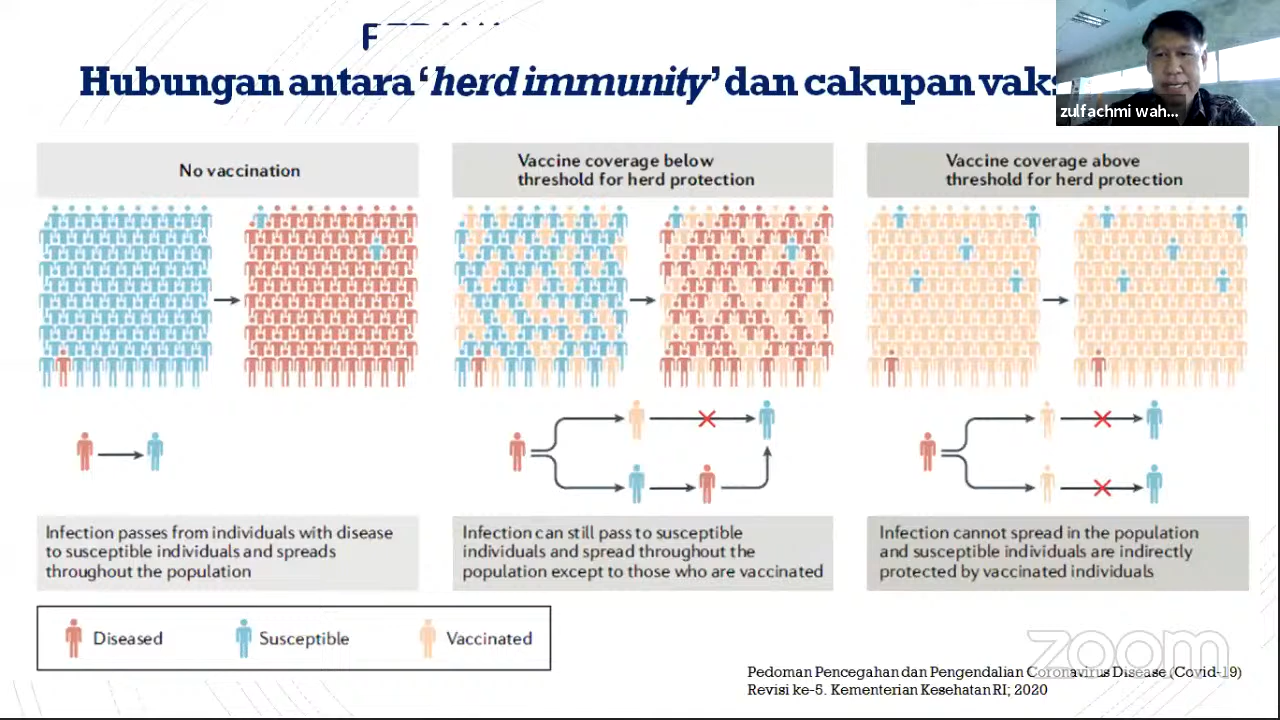 Hubungan antara ‘herd immunity’ dan cakupan
zulfachmi wah...
No vaccination
Vaccine coverage below
threshold for herd protection
Vaccine coverage above
threshold for herd protection
Infection passes from individuals with disease
to susceptible individuals and spreads
throughout the population
Infection can still pass to susceptible
individuals and spread throughout the
population except to those who are vaccinated
Infection cannot spread in the population
and susceptible individuals are indirectly
protected by vaccinated individuals
Diseased
Susceptible
Vaccinated
zoom
Pedoman Pencegahan dan Pengendalian Coronavirus Disease (Covid-19)
Revisi ke-5. Kementerian Kesehatan RI; 2020